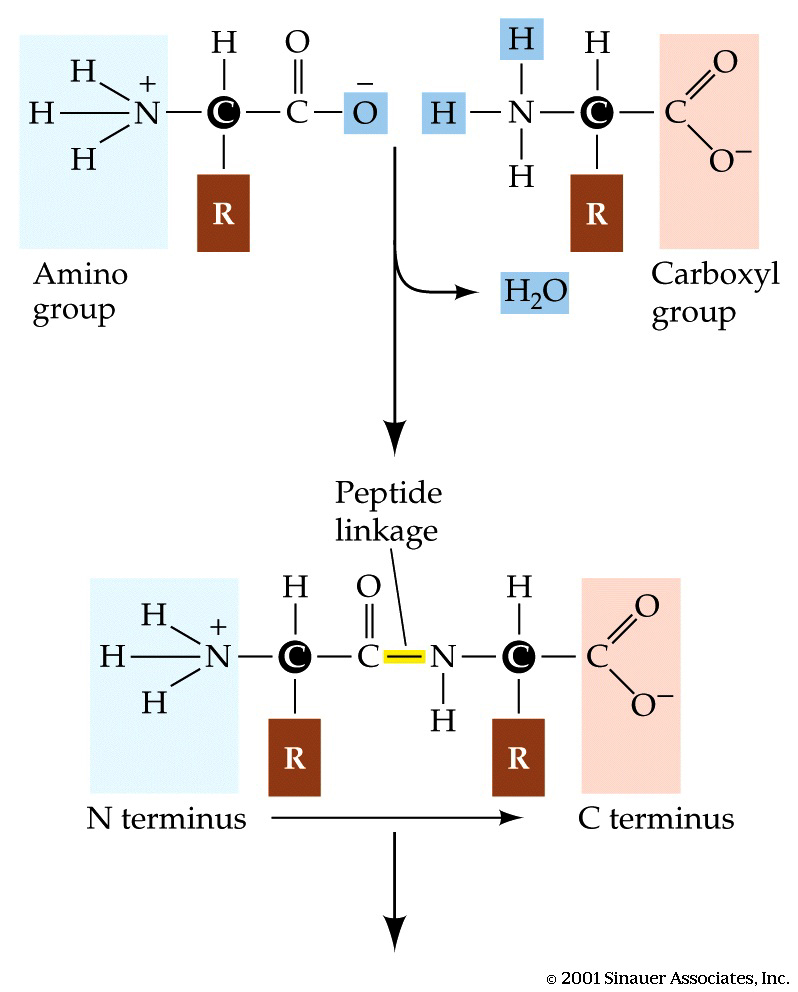 H H O H H
H + N C C O − H N C C O
H H O−
R R
Amino
group
H₂O
Carboxyl
group
Peptide
linkage
H O H
H + O
H N C C N C C
H H O−
R R
N terminus C terminus
© 2001 Sinauer Associates, Inc.